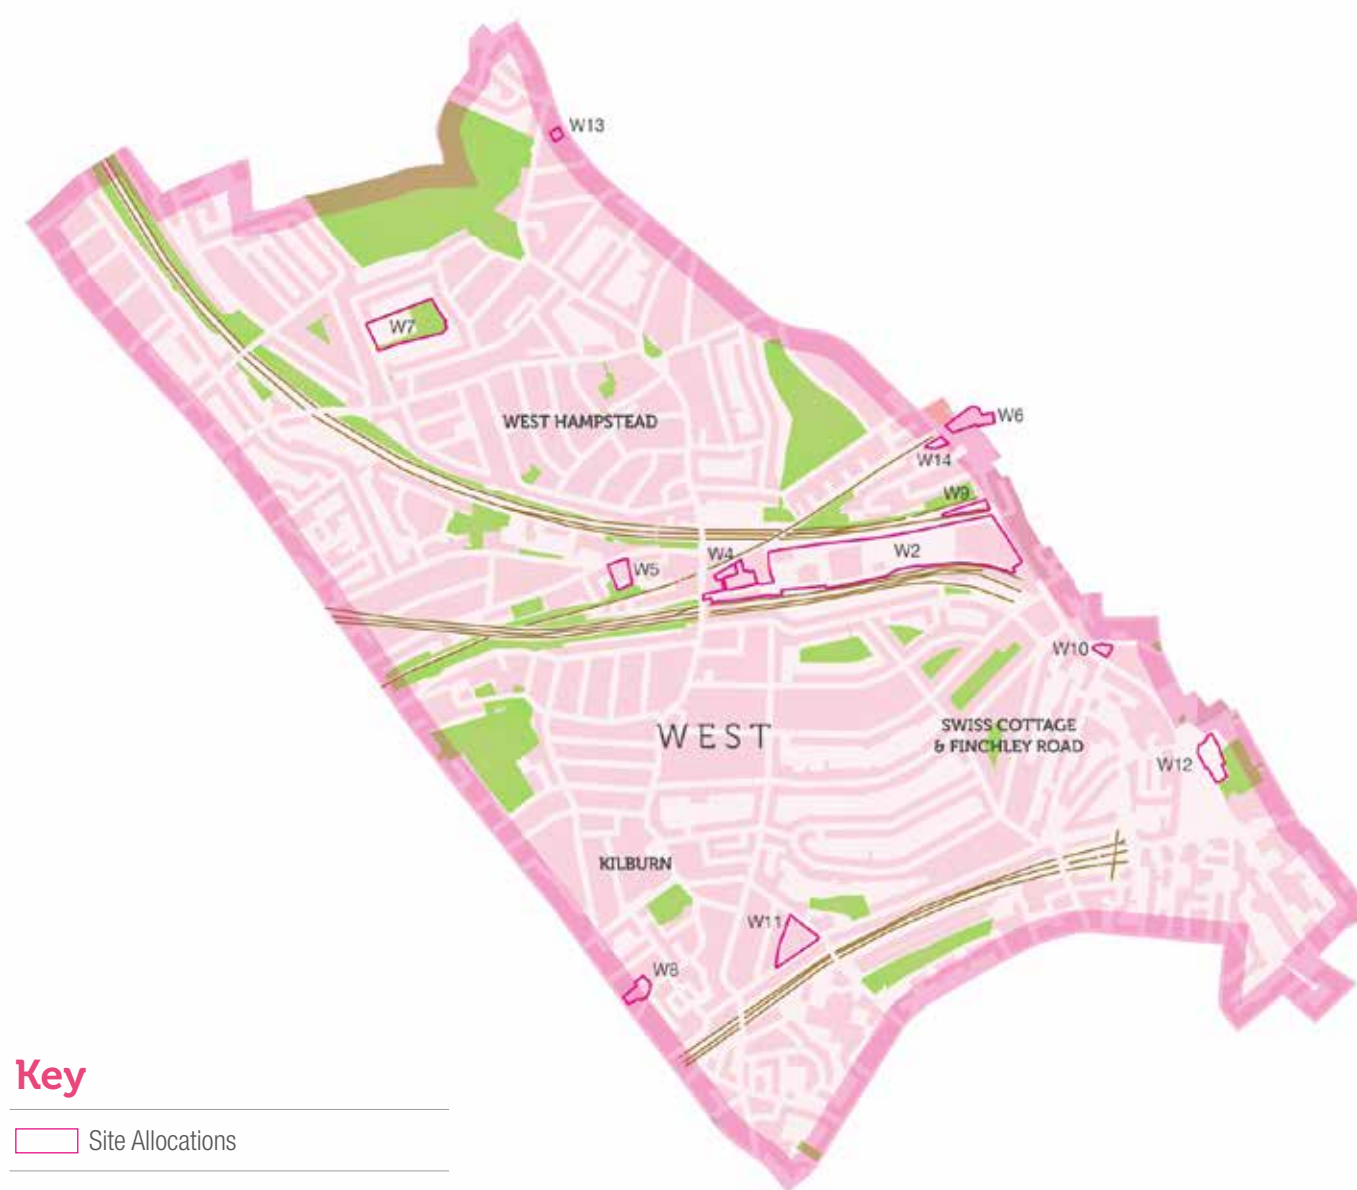 W13
W7
WEST HAMPSTEAD
W6
W14
W9
W4
W2
W5
W10
WEST
SWISS COTTAGE
& FINCHLEY ROAD
W12
KILBURN
W11
W8
Key
Site Allocations